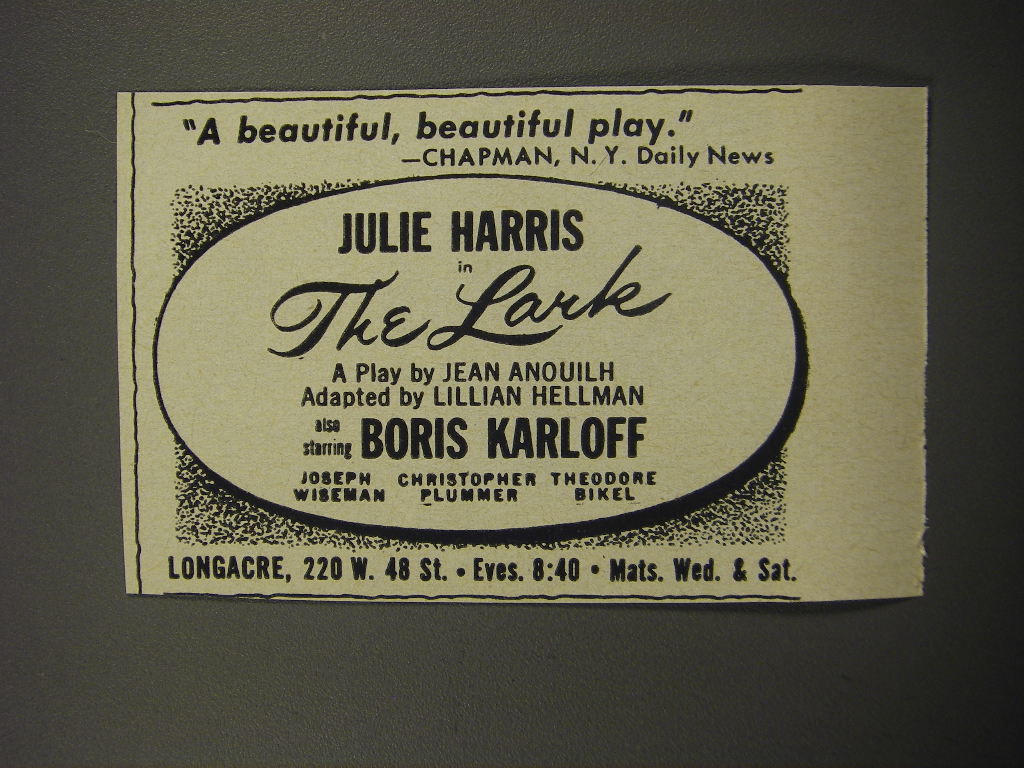 "A beautiful, beautiful play."
—CHAPMAN, N. Y. Daily News
JULIE HARRIS
in
The Lark
A Play by JEAN ANOUILH
Adapted by LILLIAN HELLMAN
also starring BORIS KARLOFF
JOSEPH WISEMAN CHRISTOPHER PLUMMER THEODORE BIKEL
LONGACRE, 220 W. 48 St. • Eves. 8:40 • Mats. Wed. & Sat.